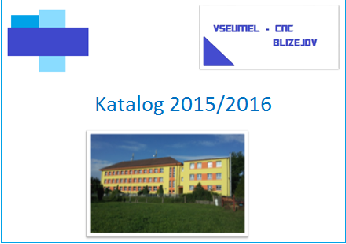 VSEUMEL - CNC
BLIZEJOV
Katalog 2015/2016